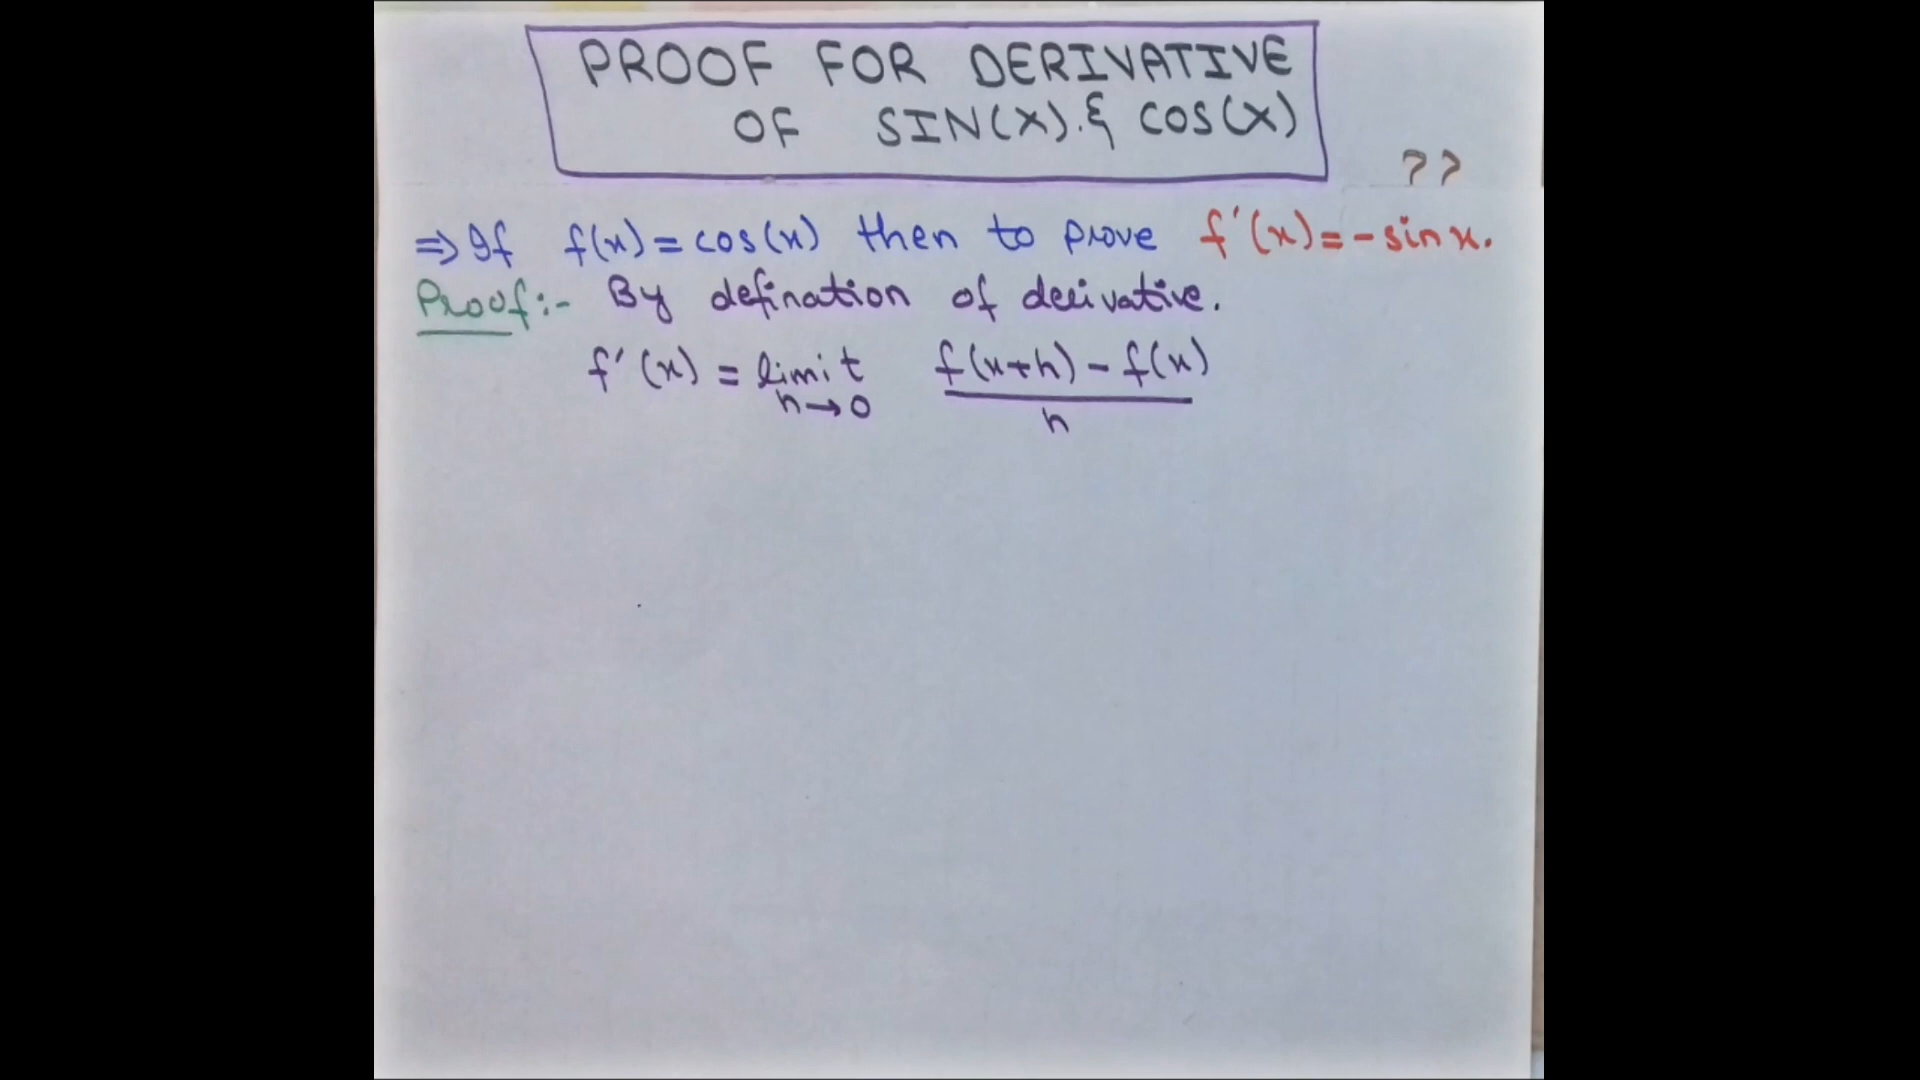 PROOF FOR DERIVATIVE
OF SIN(X).& COS(X)
??
⇒ If f(x) = cos(x) then to prove f'(x) = - sin x.
Proof:- By defination of derivative.
f'(x) = limit f(x+h) - f(x)
h→0 h